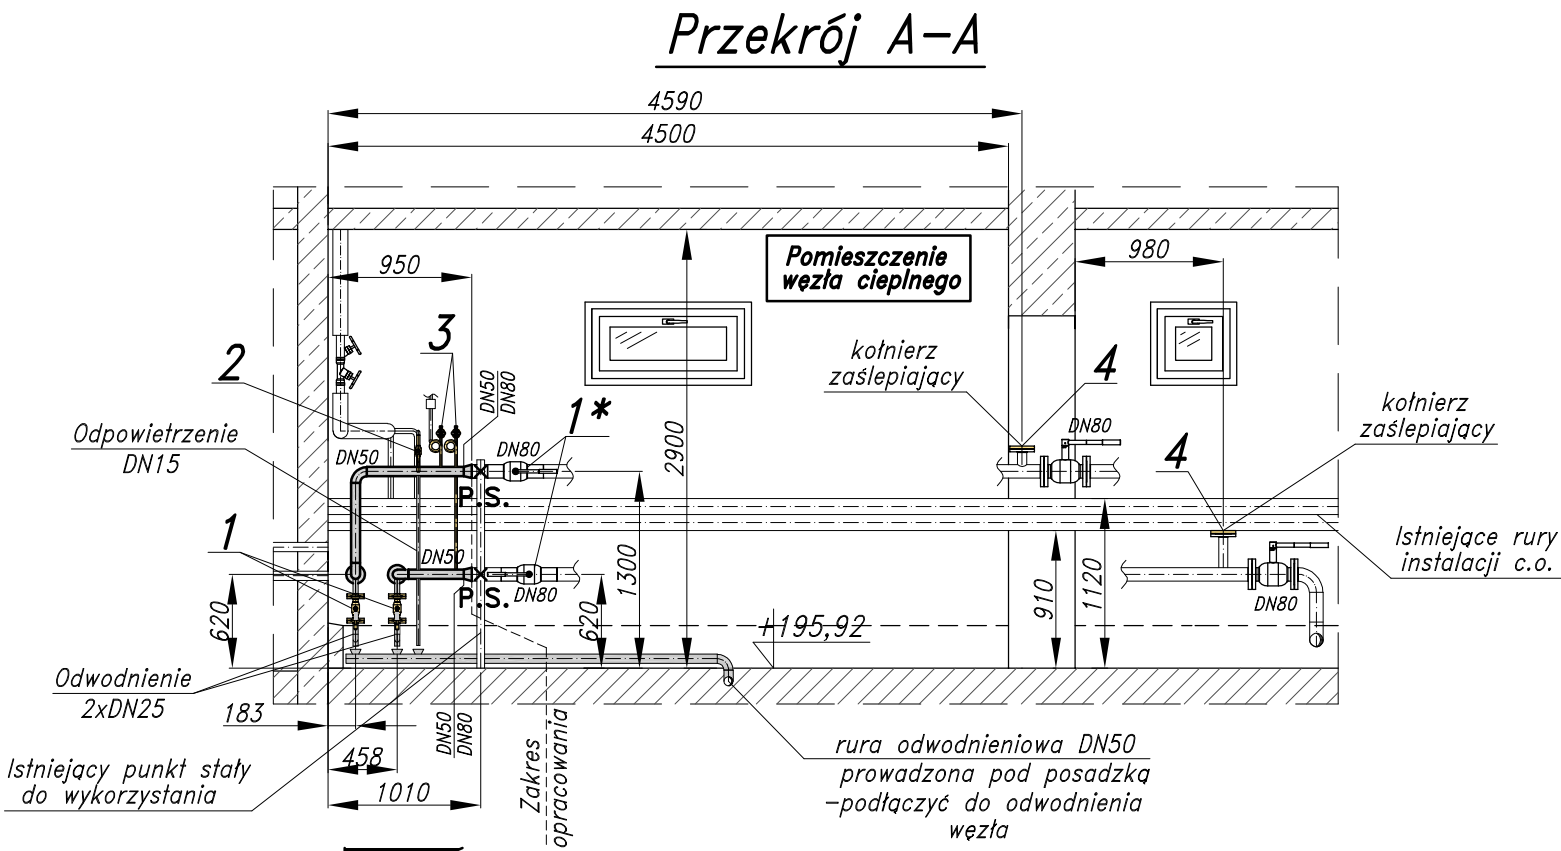 Przekrój A-A
4590
4500
950
Pomieszczenie
węzła cieplnego
980
2
3
DN50
DN80
1*
kołnierz
zaślepiający
4
kołnierz
zaślepiający
Odpowietrzenie
DN15
DN50
DN80
2900
DN80
4
P.S.
1
DN50
1300
Istniejące rury
instalacji c.o.
620
P.S.
DN80
620
910
1120
DN80
+195,92
Odwodnienie
2xDN25
183
458
DN50
DN80
Istniejący punkt stały
do wykorzystania
1010
Zakres
opracowania
rura odwodnieniowa DN50
prowadzona pod posadzką
-podłączyć do odwodnienia
węzła